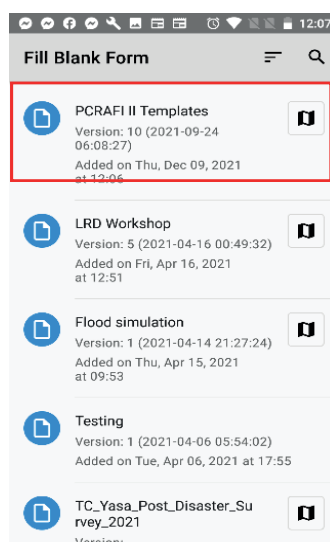 12:07
Fill Blank Form
PCRAFI II Templates
Version: 10 (2021-09-24
06:08:27)
Added on Thu, Dec 09, 2021
at 12:06
LRD Workshop
Version: 5 (2021-04-16 00:49:32)
Added on Fri, Apr 16, 2021
at 12:51
Flood simulation
Version: 1 (2021-04-14 21:27:24)
Added on Thu, Apr 15, 2021
at 09:53
Testing
Version: 1 (2021-04-06 05:54:02)
Added on Tue, Apr 06, 2021 at 17:55
TC_Yasa_Post_Disaster_Su
rvey_2021
Version: